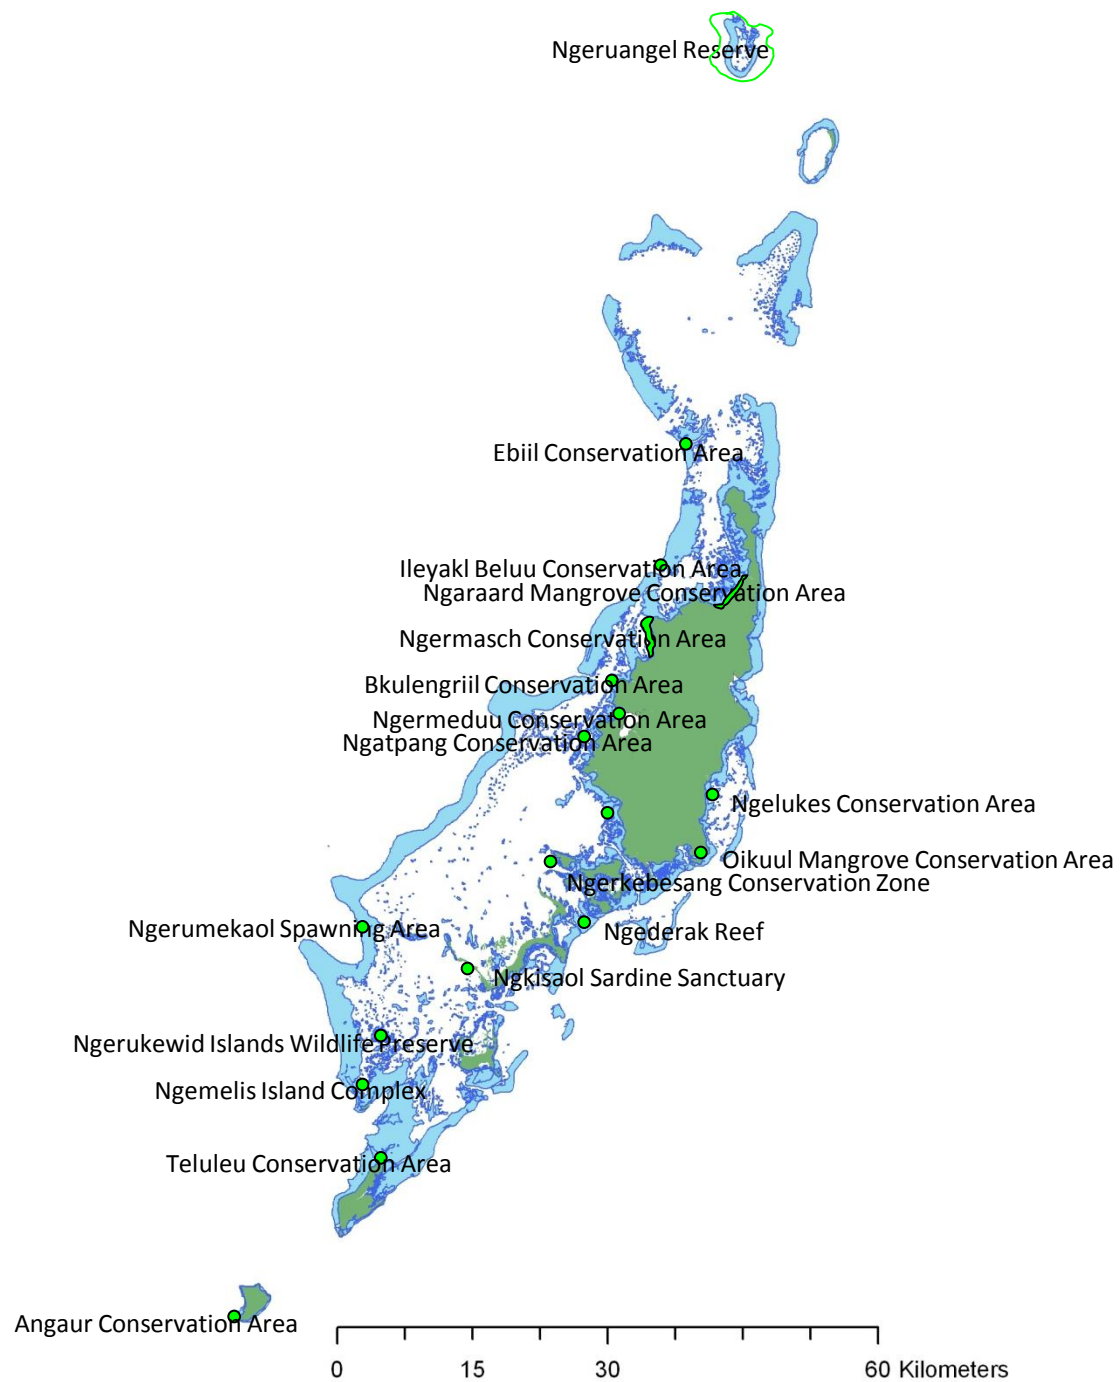 Ngeruangel Reserve
Ebiil Conservation Area
Ileyakl Beluu Conservation Area
Ngaraard Mangrove Conservation Area
Ngermasch Conservation Area
Bkulengriil Conservation Area
Ngermeduu Conservation Area
Ngatpang Conservation Area
Ngelukes Conservation Area
Oikuul Mangrove Conservation Area
Ngerkebesang Conservation Zone
Ngerumekaol Spawning Area
Ngederak Reef
Ngkisaol Sardine Sanctuary
Ngerukewid Islands Wildlife Preserve
Ngemelis Island Complex
Teluleu Conservation Area
Angaur Conservation Area
0 15 30 60 Kilometers